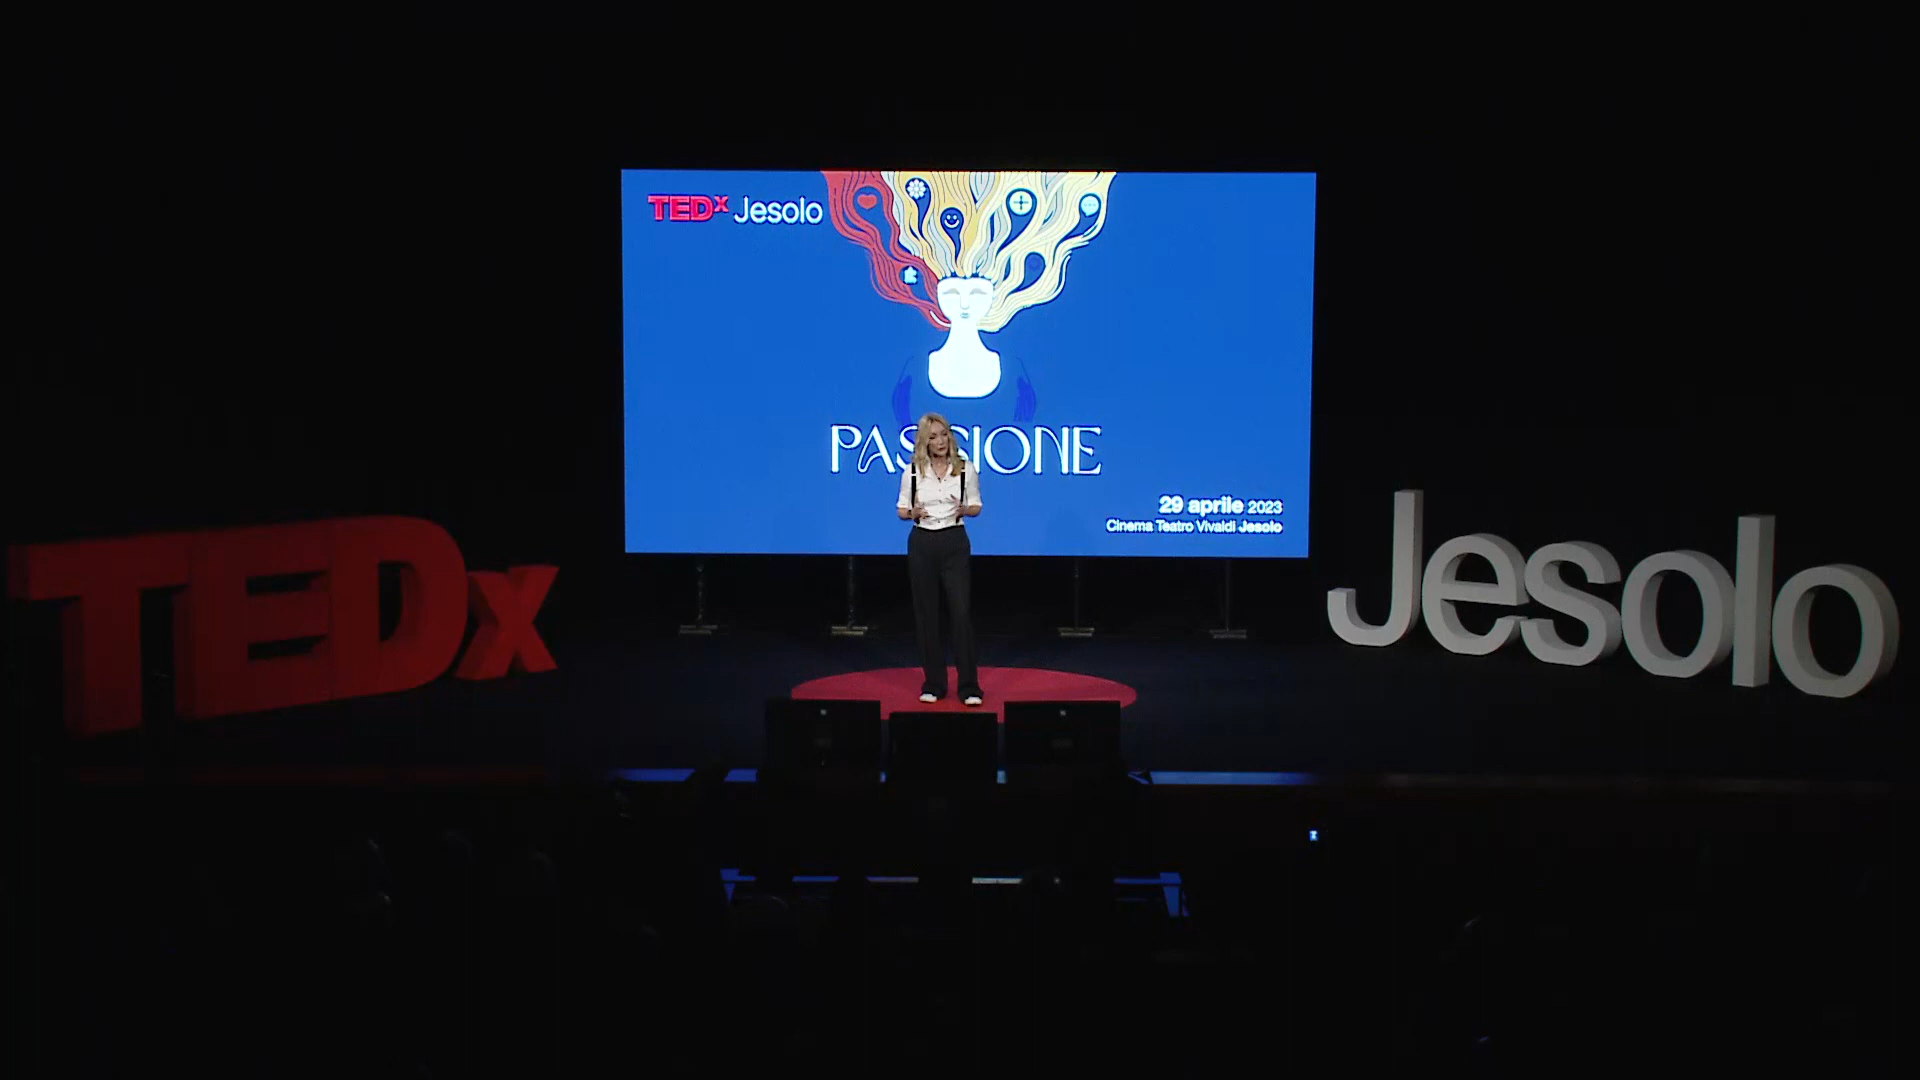 TEDx Jesolo
PASSIONE
29 aprile 2023
Cinema Teatro Vivaldi Jesolo
TEDx
Jesolo